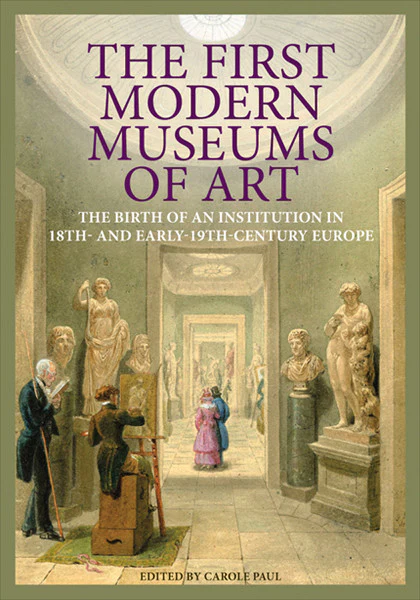 THE FIRST
MODERN
MUSEUMS
OF ART
THE BIRTH OF AN INSTITUTION IN
18TH- AND EARLY-19TH-CENTURY EUROPE
EDITED BY CAROLE PAUL